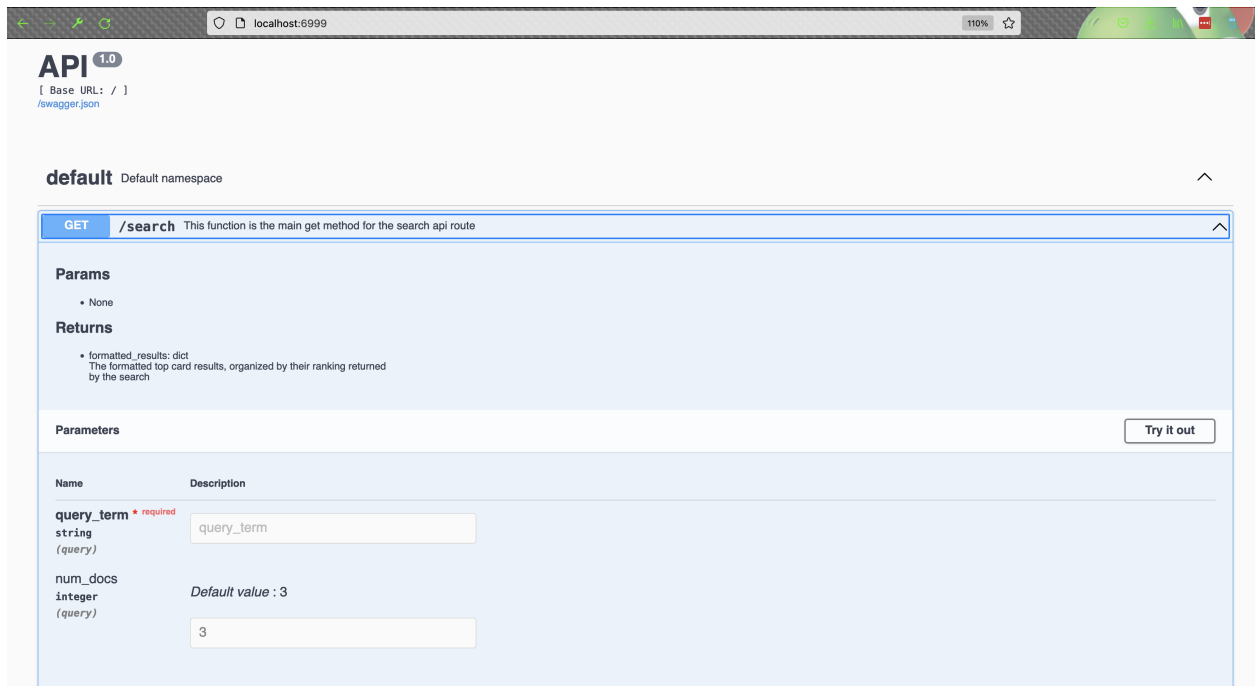 localhost:6999
110%
API 1.0
[ Base URL: / ]
/swagger.json
default Default namespace
GET /search This function is the main get method for the search api route
Params
• None
Returns
• formatted_results: dict
The formatted top card results, organized by their ranking returned
by the search
Parameters
Try it out
Name Description
query_term * required
string
(query)
query_term
num_docs
integer
(query)
Default value : 3
3